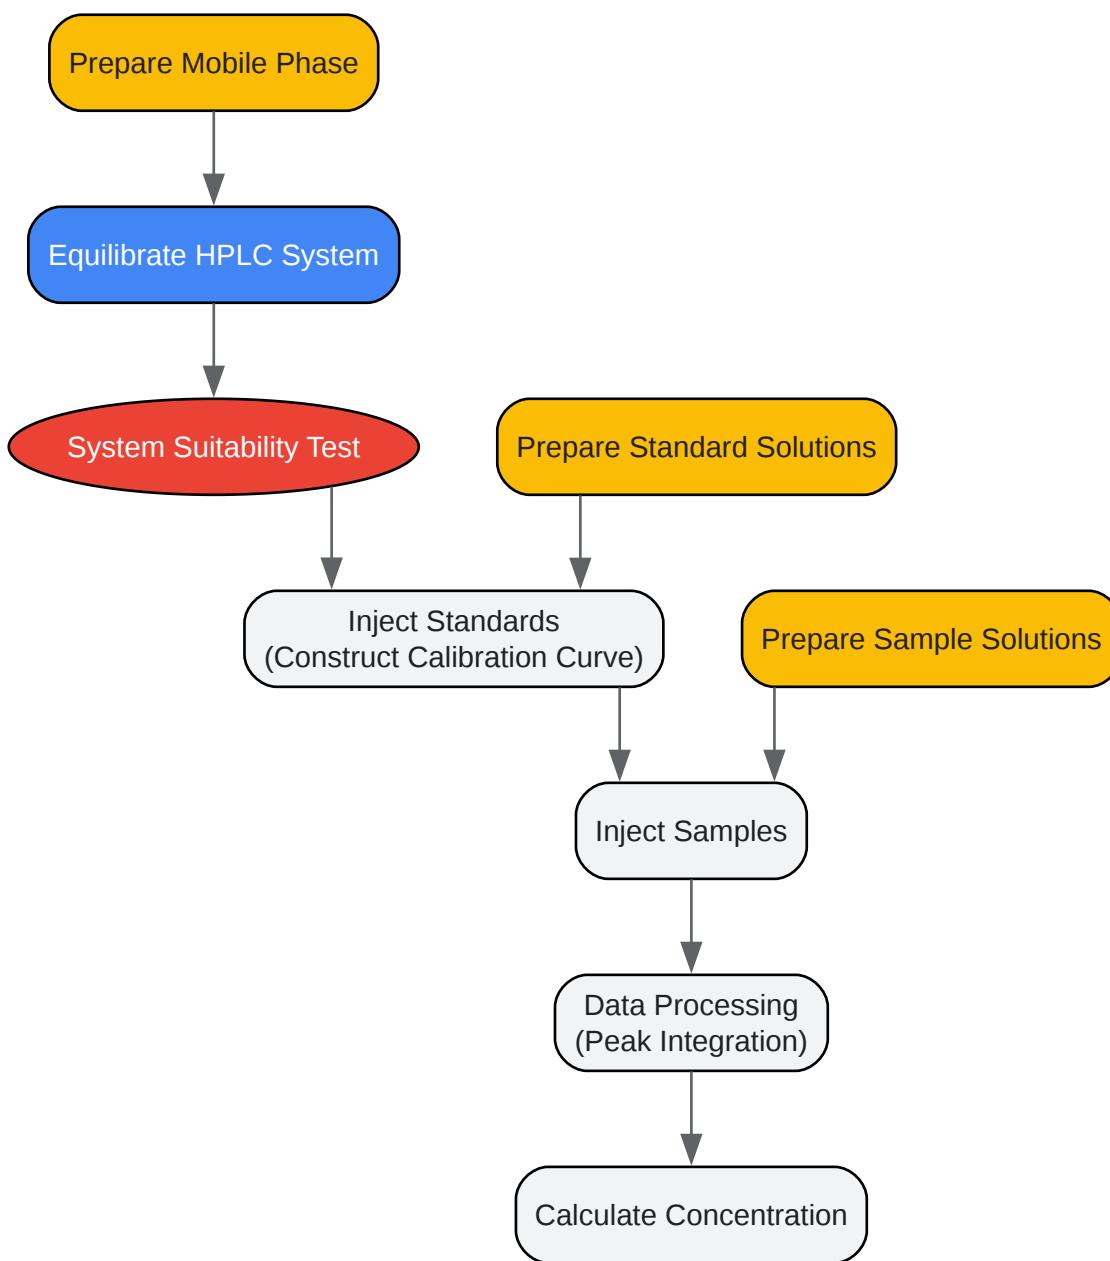 Prepare Mobile Phase
Equilibrate HPLC System
System Suitability Test
Prepare Standard Solutions
Inject Standards
(Construct Calibration Curve)
Prepare Sample Solutions
Inject Samples
Data Processing
(Peak Integration)
Calculate Concentration